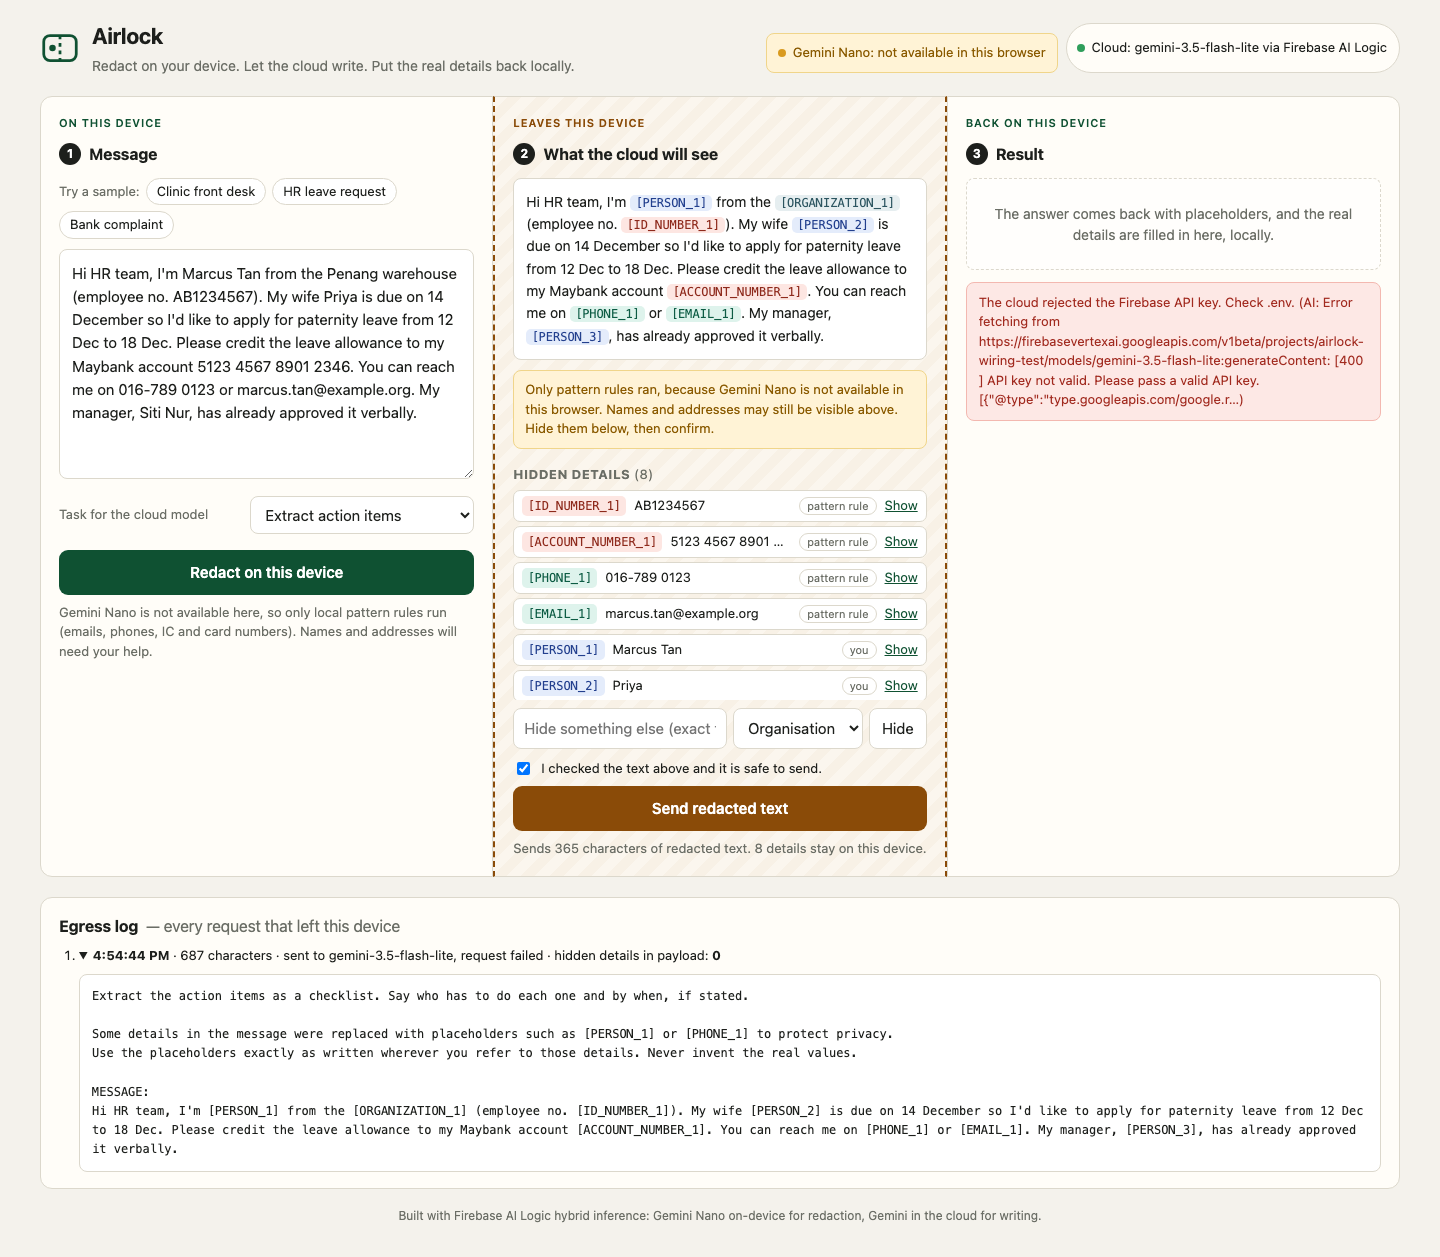 Airlock
Redact on your device. Let the cloud write. Put the real details back locally.
Gemini Nano: not available in this browser
Cloud: gemini-3.5-flash-lite via Firebase AI Logic
ON THIS DEVICE
1 Message
Try a sample: Clinic front desk HR leave request
Bank complaint
Hi HR team, I'm Marcus Tan from the Penang warehouse
(employee no. AB1234567). My wife Priya is due on 14
December so I'd like to apply for paternity leave from 12
Dec to 18 Dec. Please credit the leave allowance to my
Maybank account 5123 4567 8901 2346. You can reach
me on 016-789 0123 or marcus.tan@example.org. My
manager, Siti Nur, has already approved it verbally.
Task for the cloud model Extract action items
Redact on this device
Gemini Nano is not available here, so only local pattern rules run
(emails, phones, IC and card numbers). Names and addresses will
need your help.
LEAVES THIS DEVICE
2 What the cloud will see
Hi HR team, I'm [PERSON_1] from the [ORGANIZATION_1]
(employee no. [ID_NUMBER_1]). My wife [PERSON_2] is
due on 14 December so I'd like to apply for paternity leave
from 12 Dec to 18 Dec. Please credit the leave allowance to
my Maybank account [ACCOUNT_NUMBER_1]. You can reach
me on [PHONE_1] or [EMAIL_1]. My manager,
[PERSON_3], has already approved it verbally.
Only pattern rules ran, because Gemini Nano is not available in
this browser. Names and addresses may still be visible above.
Hide them below, then confirm.
HIDDEN DETAILS (8)
[ID_NUMBER_1] AB1234567 pattern rule Show
[ACCOUNT_NUMBER_1] 5123 4567 8901 ... pattern rule Show
[PHONE_1] 016-789 0123 pattern rule Show
[EMAIL_1] marcus.tan@example.org pattern rule Show
[PERSON_1] Marcus Tan you Show
[PERSON_2] Priya you Show
Hide something else (exact Organisation Hide
I checked the text above and it is safe to send.
Send redacted text
Sends 365 characters of redacted text. 8 details stay on this device.
BACK ON THIS DEVICE
3 Result
The answer comes back with placeholders, and the real
details are filled in here, locally.
The cloud rejected the Firebase API key. Check .env. (AI: Error
fetching from
https://firebasevertexai.googleapis.com/v1beta/projects/airlock-
wiring-test/models/gemini-3.5-flash-lite:generateContent: [400
] API key not valid. Please pass a valid API key.
[{"@type":"type.googleapis.com/google.r...)
Egress log — every request that left this device
1. ▼ 4:54:44 PM · 687 characters · sent to gemini-3.5-flash-lite, request failed · hidden details in payload: 0
Extract the action items as a checklist. Say who has to do each one and by when, if stated.
Some details in the message were replaced with placeholders such as [PERSON_1] or [PHONE_1] to protect privacy.
Use the placeholders exactly as written wherever you refer to those details. Never invent the real values.
MESSAGE:
Hi HR team, I'm [PERSON_1] from the [ORGANIZATION_1] (employee no. [ID_NUMBER_1]). My wife [PERSON_2] is due on 14 December so I'd like to apply for paternity leave from 12 Dec
to 18 Dec. Please credit the leave allowance to my Maybank account [ACCOUNT_NUMBER_1]. You can reach me on [PHONE_1] or [EMAIL_1]. My manager, [PERSON_3], has already approved
it verbally.
Built with Firebase AI Logic hybrid inference: Gemini Nano on-device for redaction, Gemini in the cloud for writing.